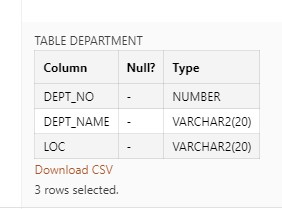 TABLE DEPARTMENT
Column Null? Type
DEPT_NO - NUMBER
DEPT_NAME - VARCHAR2(20)
LOC - VARCHAR2(20)
Download CSV
3 rows selected.